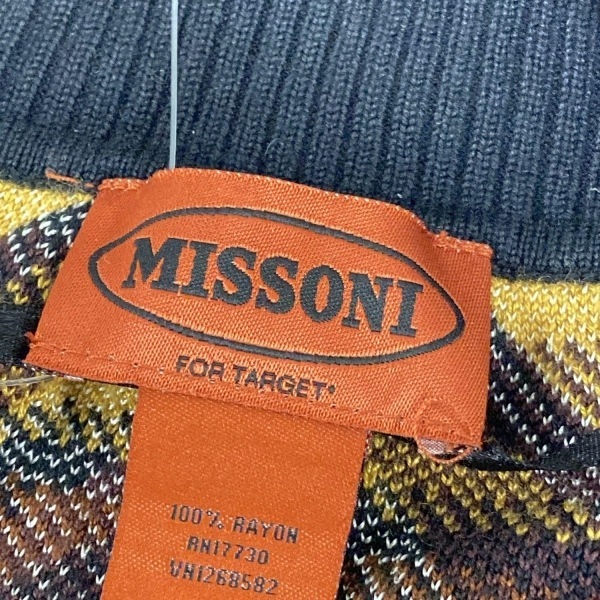 MISSONI
FOR TARGET®
100% RAYON
RN17730
VN1268582